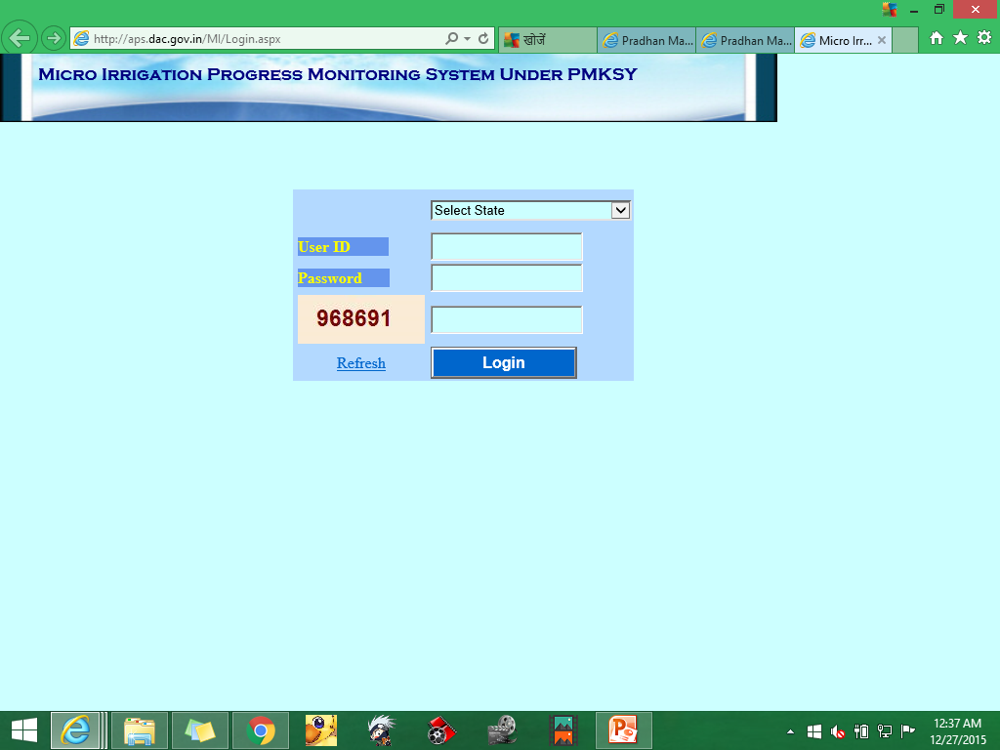 http://aps.dac.gov.in/MI/Login.aspx
खोजें
Pradhan Ma...
Pradhan Ma...
Micro Irr...
Micro Irrigation Progress Monitoring System Under PMKSY
Select State
User ID
Password
968691
Refresh
Login
12:37 AM
12/27/2015